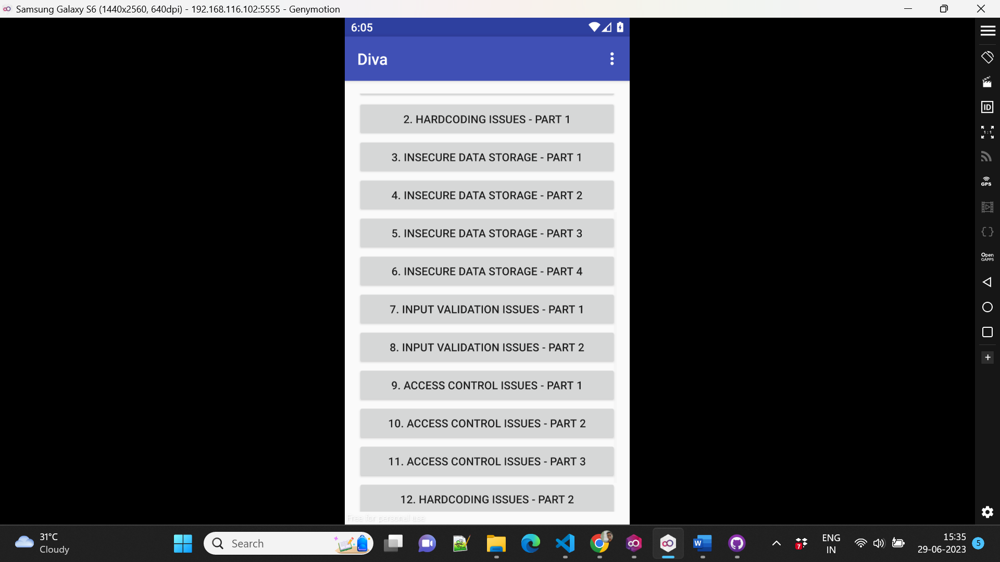 Samsung Galaxy S6 (1440x2560, 640dpi) - 192.168.116.102:5555 - Genymotion
6:05
Diva
2. HARDCODING ISSUES - PART 1
3. INSECURE DATA STORAGE - PART 1
4. INSECURE DATA STORAGE - PART 2
5. INSECURE DATA STORAGE - PART 3
6. INSECURE DATA STORAGE - PART 4
7. INPUT VALIDATION ISSUES - PART 1
8. INPUT VALIDATION ISSUES - PART 2
9. ACCESS CONTROL ISSUES - PART 1
10. ACCESS CONTROL ISSUES - PART 2
11. ACCESS CONTROL ISSUES - PART 3
12. HARDCODING ISSUES - PART 2
Free for personal use
ID
1:1
GPS
Open
GAPPS
31°C
Cloudy
Search
W
7
ENG
IN
15:35
29-06-2023
5